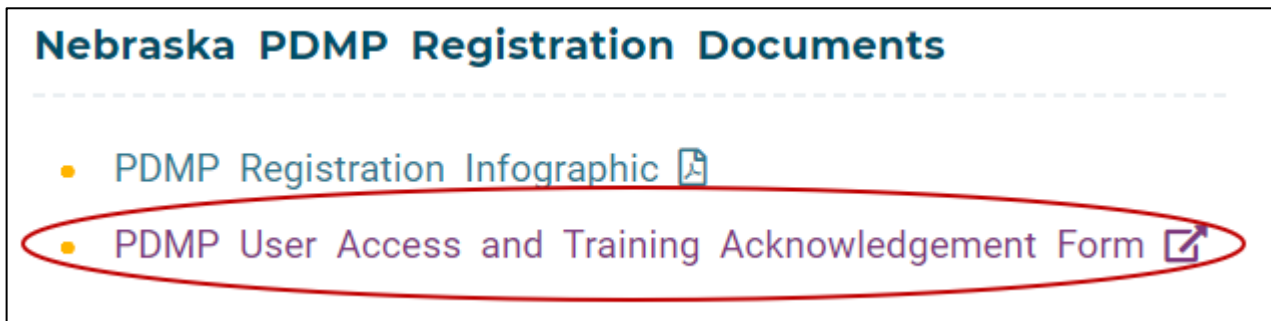 Nebraska PDMP Registration Documents
PDMP Registration Infographic
PDMP User Access and Training Acknowledgement Form